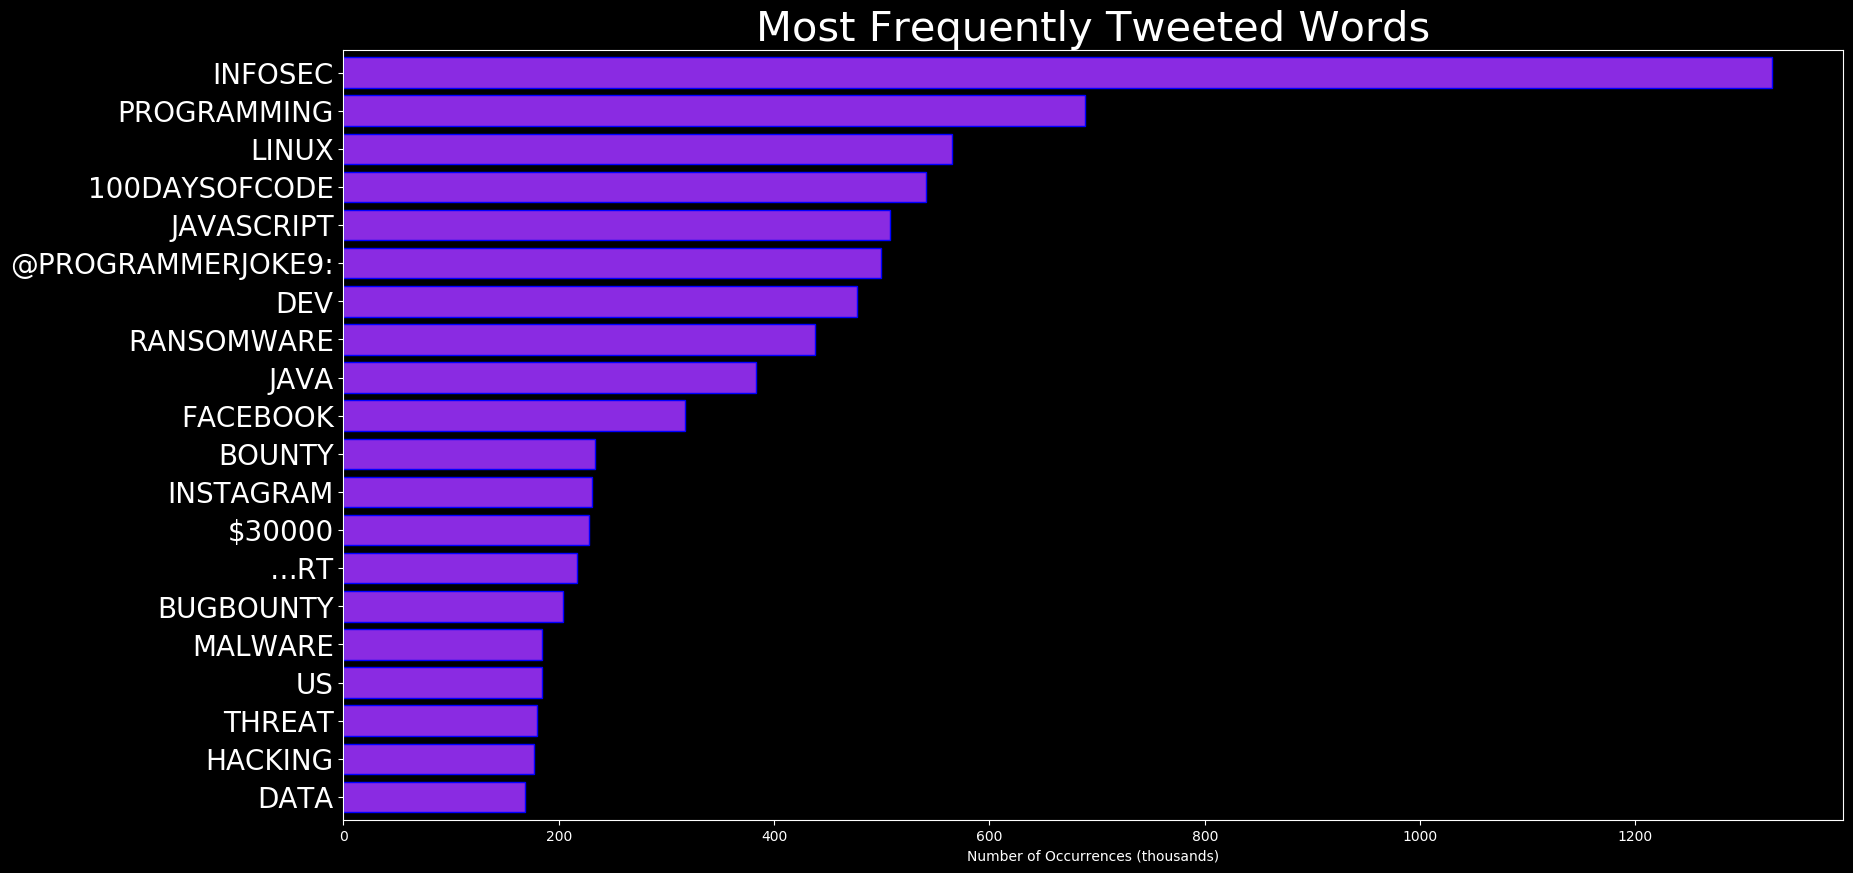 Most Frequently Tweeted Words
INFOSEC
PROGRAMMING
LINUX
100DAYSOFCODE
JAVASCRIPT
@PROGRAMMERJOKE9:
DEV
RANSOMWARE
JAVA
FACEBOOK
BOUNTY
INSTAGRAM
$30000
…RT
BUGBOUNTY
MALWARE
US
THREAT
HACKING
DATA
0 200 400 600 800 1000 1200
Number of Occurrences (thousands)